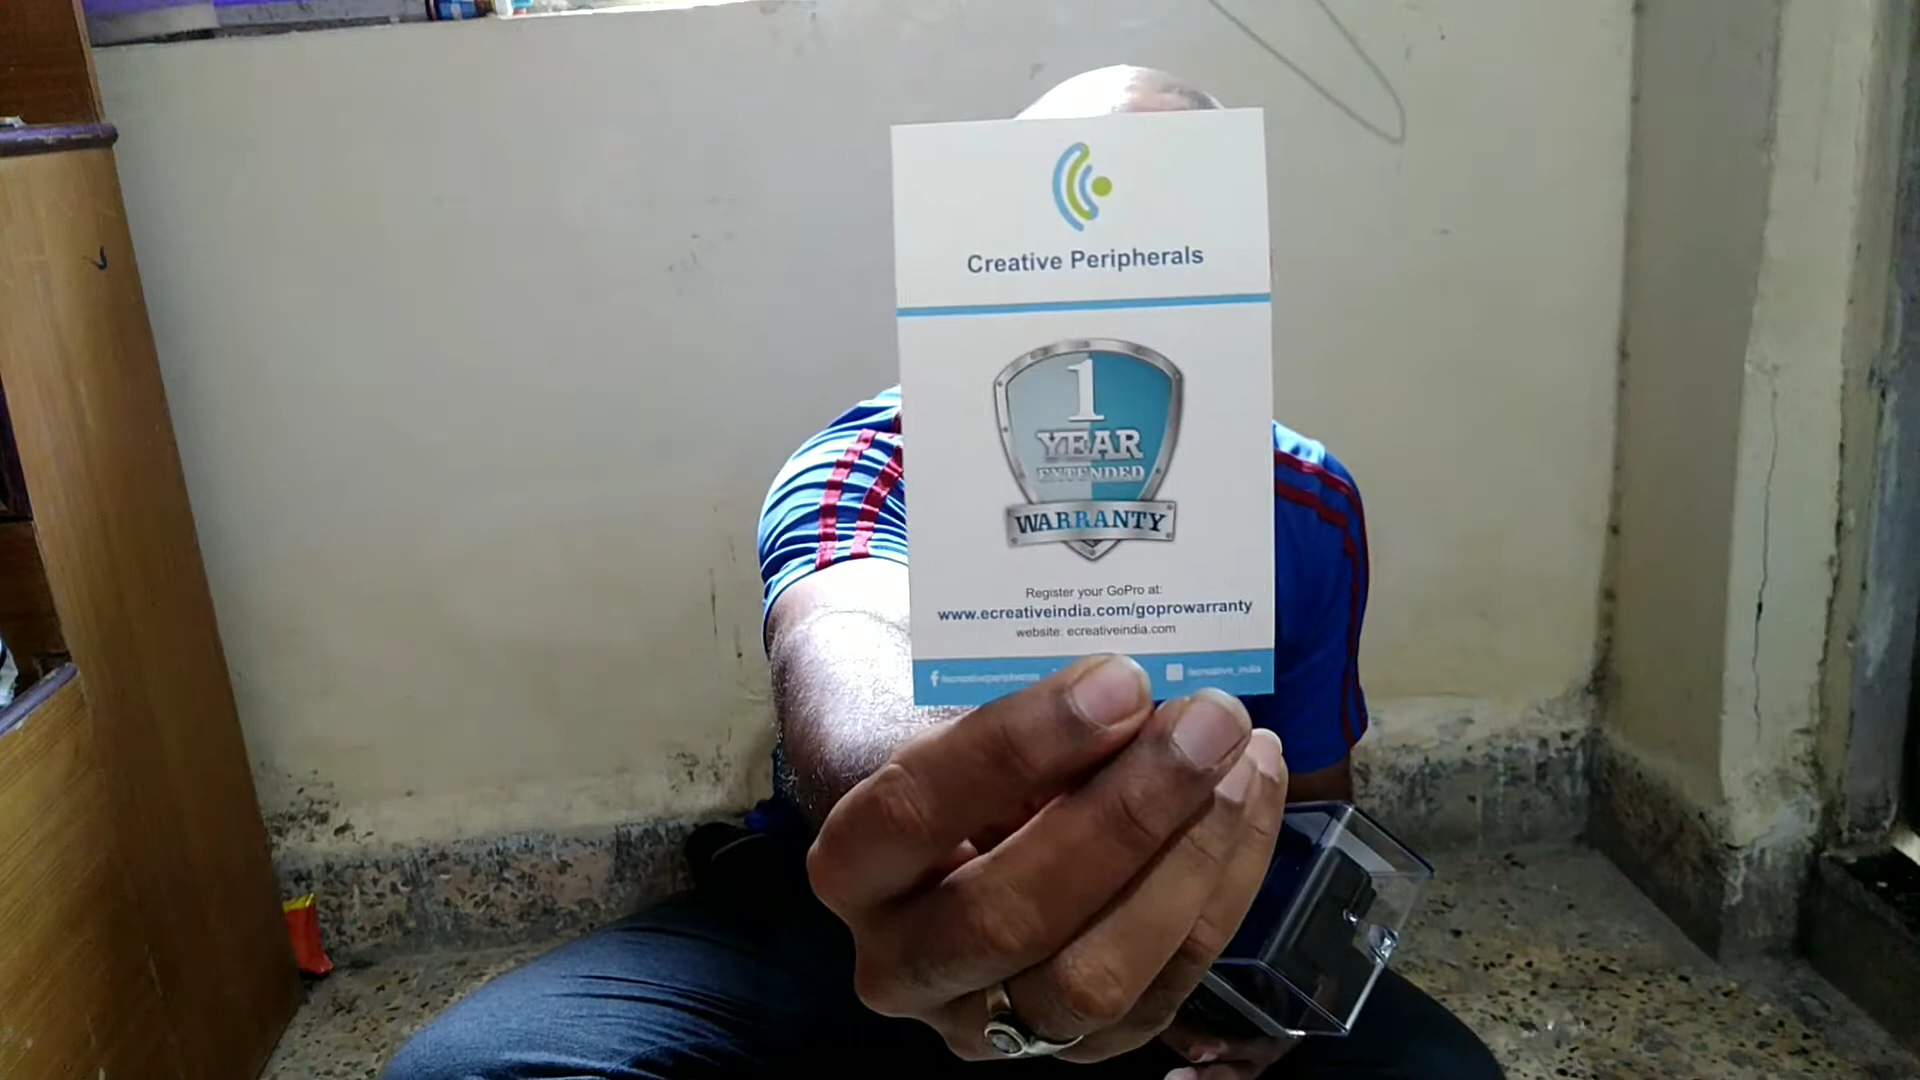 Creative Peripherals
1
YEAR
EXTENDED
WARRANTY
Register your GoPro at:
www.ecreativeindia.com/goprowarranty
website: ecreativeindia.com